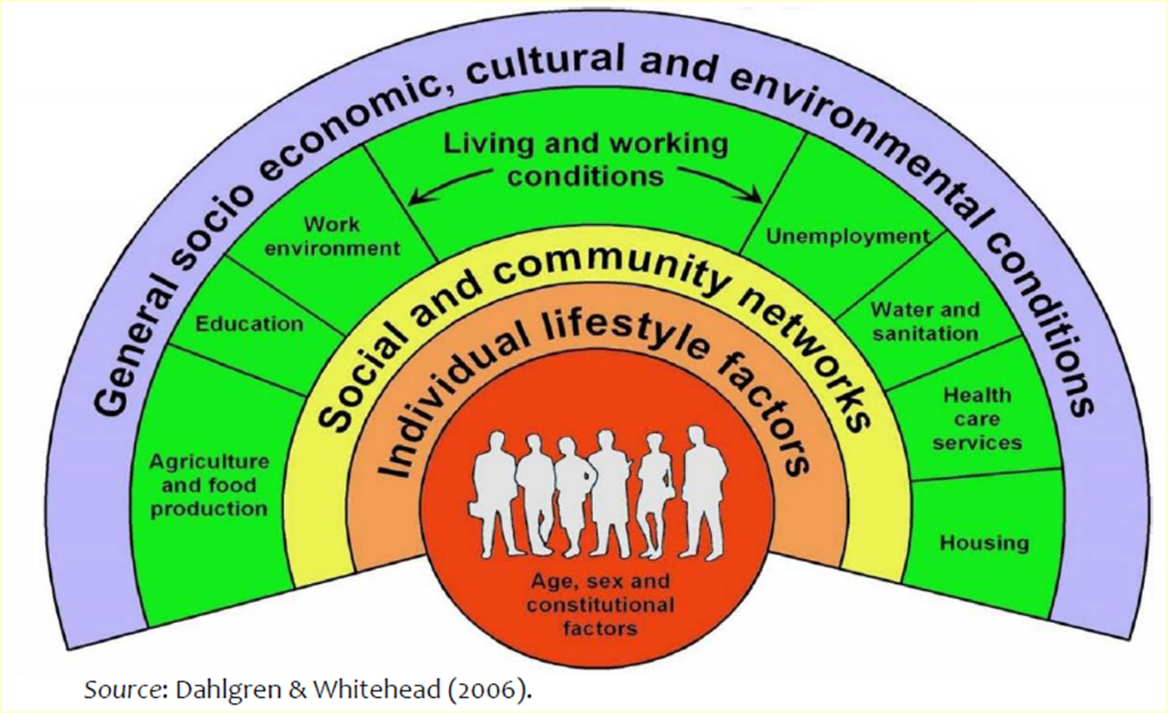 General socio economic, cultural and environmental conditions
Living and working
conditions
Work
environment
Education
Agriculture
and food
production
Unemployment
Water and
sanitation
Health
care
services
Housing
Social and community networks
Individual lifestyle factors
Age, sex and
constitutional
factors
Source: Dahlgren & Whitehead (2006).